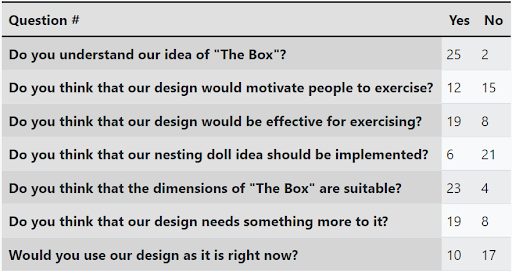 Question # Yes No
Do you understand our idea of "The Box"? 25 2
Do you think that our design would motivate people to exercise? 12 15
Do you think that our design would be effective for exercising? 19 8
Do you think that our nesting doll idea should be implemented? 6 21
Do you think that the dimensions of "The Box" are suitable? 23 4
Do you think that our design needs something more to it? 19 8
Would you use our design as it is right now? 10 17